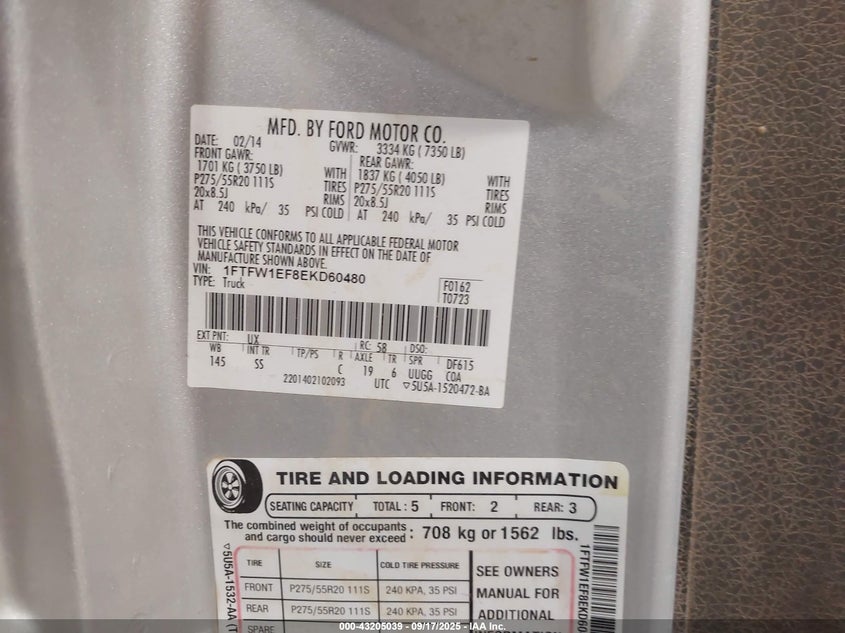 MFD. BY FORD MOTOR CO.
DATE: 02/14 GVWR: 3334 KG ( 7350 LB)
FRONT GAWR: REAR GAWR:
1701 KG ( 3750 LB) WITH 1837 KG ( 4050 LB) WITH
P275/55R20 111S TIRES P275/55R20 111S TIRES
20x8.5J RIMS 20x8.5J RIMS
AT 240 kPa/ 35 PSI COLD AT 240 kPa/ 35 PSI COLD
THIS VEHICLE CONFORMS TO ALL APPLICABLE FEDERAL MOTOR
VEHICLE SAFETY STANDARDS IN EFFECT ON THE DATE OF
MANUFACTURE SHOWN ABOVE.
VIN: 1FTFW1EF8EKD60480
TYPE: Truck
F0162
T0723
EXT PNT: UX RC: 58 DSO:
WB INT TR TP/PS R AXLE TR SPR DF615
145 SS C 19 6 UUGG COA
2201402102093 UTC ▽5U5A-1520472-BA
TIRE AND LOADING INFORMATION
SEATING CAPACITY TOTAL : 5 FRONT: 2 REAR: 3
The combined weight of occupants
and cargo should never exceed : 708 kg or 1562 lbs.
TIRE SIZE COLD TIRE PRESSURE
FRONT P275/55R20 111S 240 KPA, 35 PSI
REAR P275/55R20 111S 240 KPA, 35 PSI
SPARE
SEE OWNERS
MANUAL FOR
ADDITIONAL
INFORMATION
▽5U5A-1532-AA (T
1FTFW1EF8EKD60
000-43205039 - 09/17/2025 - IAA Inc.